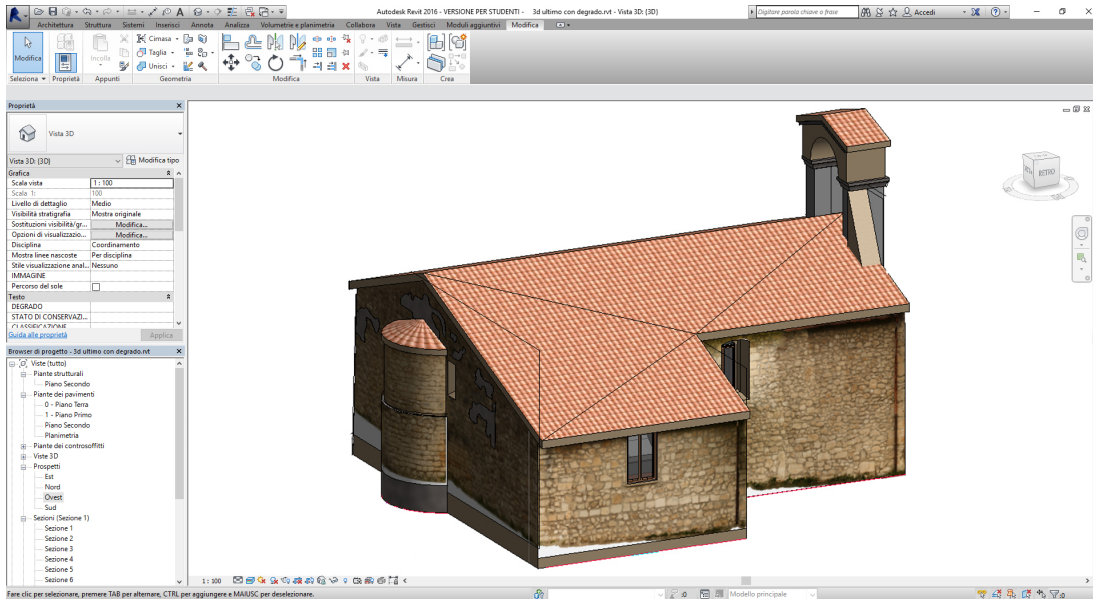 Autodesk Revit 2016 - VERSIONE PER STUDENTI - 3d ultimo con degrado.rvt - Vista 3D: {3D}
Digitare parola chiave o frase
Accedi
Architettura Struttura Sistemi Inserisci Annota Analizza Volumetrie e planimetria Collabora Vista Gestisci Moduli aggiuntivi Modifica
Modifica
Incolla
Cimasa
Taglia
Unisci
Seleziona Proprietà Appunti Geometria Modifica Vista Misura Crea
Proprietà
Vista 3D
Vista 3D: {3D} Modifica tipo
Grafica
Scala vista 1 : 100
Scala 1: 100
Livello di dettaglio Medio
Visibilità stratigrafia Mostra originale
Sostituzioni visibilità/gr... Modifica...
Opzioni di visualizzazio... Modifica...
Disciplina Coordinamento
Mostra linee nascoste Per disciplina
Stile visualizzazione anal... Nessuno
IMMAGINE
Percorso del sole
Testo
DEGRADO
STATO DI CONSERVAZI...
CLASSIFICAZIONE
Guida alle proprietà Applica
Browser di progetto - 3d ultimo con degrado.rvt
Viste (tutto)
Piante strutturali
Piano Secondo
Piante dei pavimenti
0 - Piano Terra
1 - Piano Primo
Piano Secondo
Planimetria
Piante dei controsoffitti
Viste 3D
Prospetti
Est
Nord
Ovest
Sud
Sezioni (Sezione 1)
Sezione 1
Sezione 2
Sezione 3
Sezione 4
Sezione 5
Sezione 6
RETRO
1 : 100
Fare clic per selezionare, premere TAB per alternare, CTRL per aggiungere e MAIUSC per deselezionare.
:0
Modello principale
:0